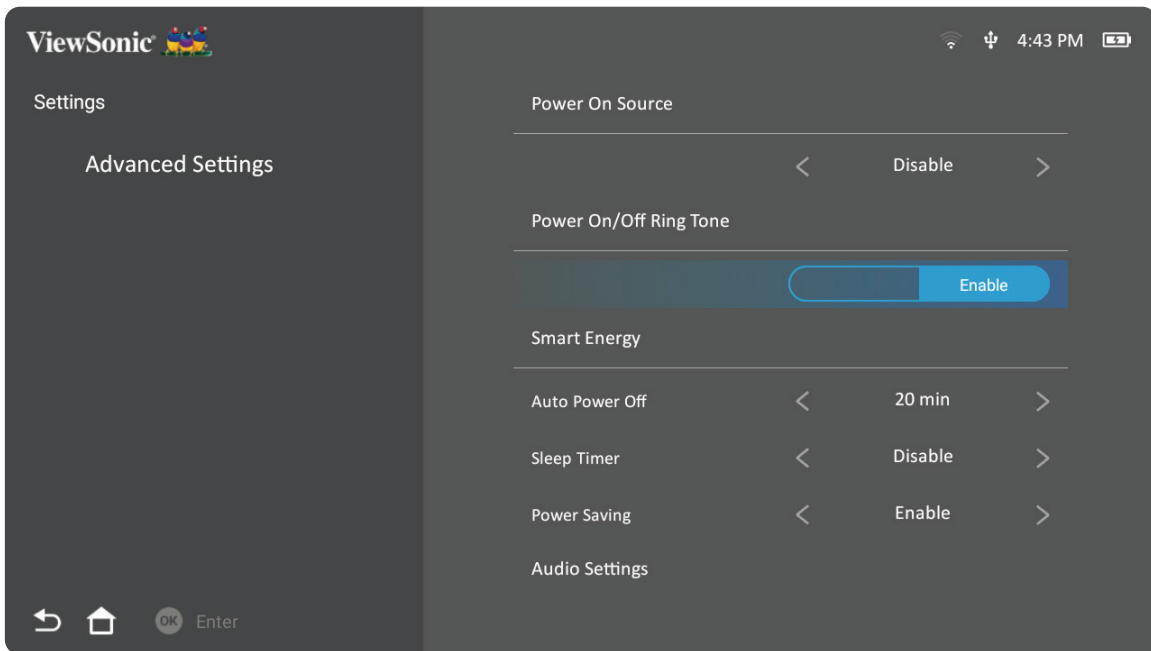 ViewSonic
4:43 PM
Settings
Advanced Settings
Power On Source
Disable
Power On/Off Ring Tone
Enable
Smart Energy
Auto Power Off
20 min
Sleep Timer
Disable
Power Saving
Enable
Audio Settings
OK Enter